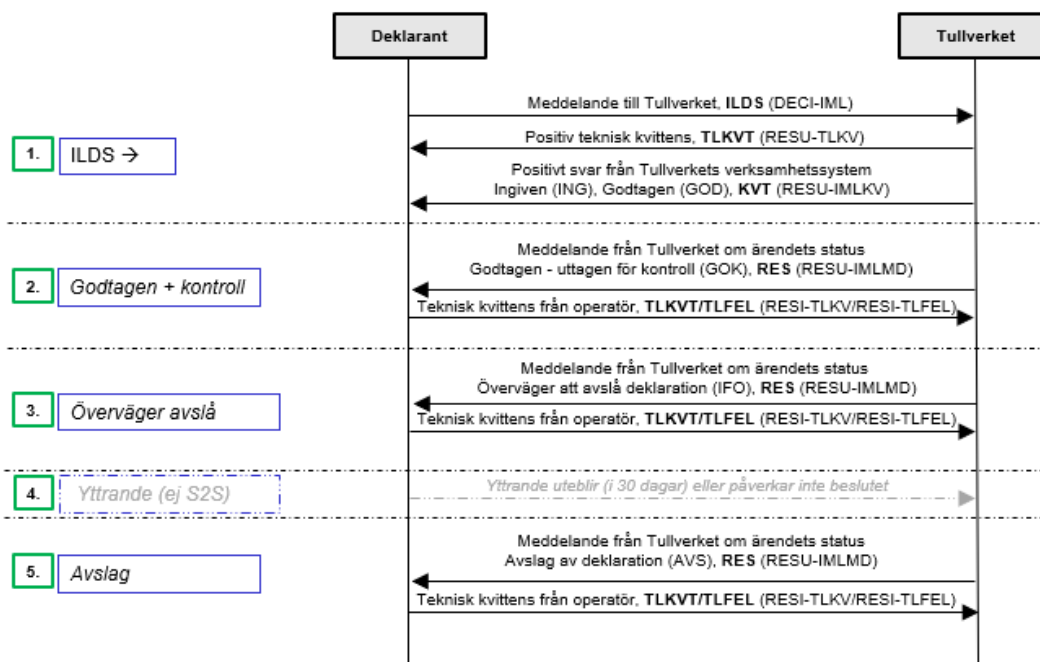 Deklarant
Tullverket
Meddelande till Tullverket, ILDS (DECI-IML)
1.
ILDS →
Positiv teknisk kvittens, TLKVT (RESU-TLKV)
Positivt svar från Tullverkets verksamhetssystem
Ingiven (ING), Godtagen (GOD), KVT (RESU-IMLKV)
2.
Godtagen + kontroll
Meddelande från Tullverket om ärendets status
Godtagen - uttagen för kontroll (GOK), RES (RESU-IMLMD)
Teknisk kvittens från operatör, TLKVT/TLFEL (RESI-TLKV/RESI-TLFEL)
3.
Överväger avslå
Meddelande från Tullverket om ärendets status
Överväger att avslå deklaration (IFO), RES (RESU-IMLMD)
Teknisk kvittens från operatör, TLKVT/TLFEL (RESI-TLKV/RESI-TLFEL)
4.
Yttrande (ej S2S)
Yttrande uteblir (i 30 dagar) eller påverkar inte beslutet
5.
Avslag
Meddelande från Tullverket om ärendets status
Avslag av deklaration (AVS), RES (RESU-IMLMD)
Teknisk kvittens från operatör, TLKVT/TLFEL (RESI-TLKV/RESI-TLFEL)